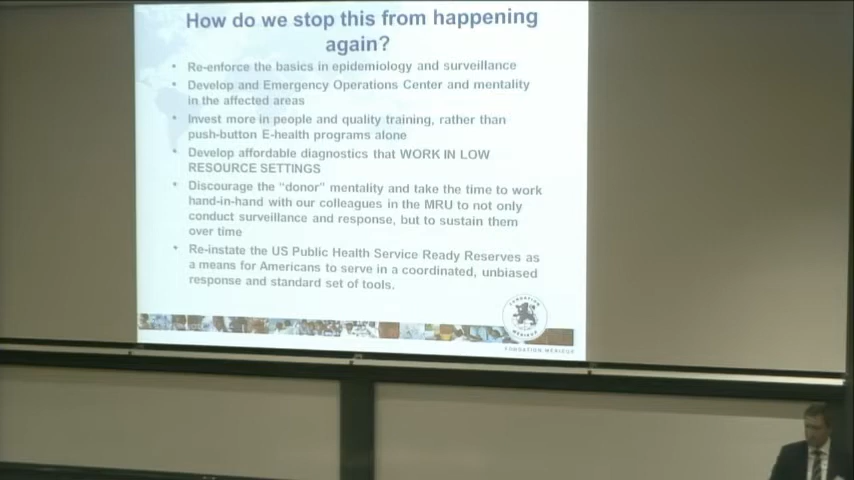 How do we stop this from happening
again?
• Re-enforce the basics in epidemiology and surveillance
• Develop and Emergency Operations Center and mentality
in the affected areas
• Invest more in people and quality training, rather than
push-button E-health programs alone
• Develop affordable diagnostics that WORK IN LOW
RESOURCE SETTINGS
• Discourage the "donor" mentality and take the time to work
hand-in-hand with our colleagues in the MRU to not only
conduct surveillance and response, but to sustain them
over time
• Re-instate the US Public Health Service Ready Reserves as
a means for Americans to serve in a coordinated, unbiased
response and standard set of tools.
FONDATION
MÉRIEUX
FONDATION MÉRIEUX